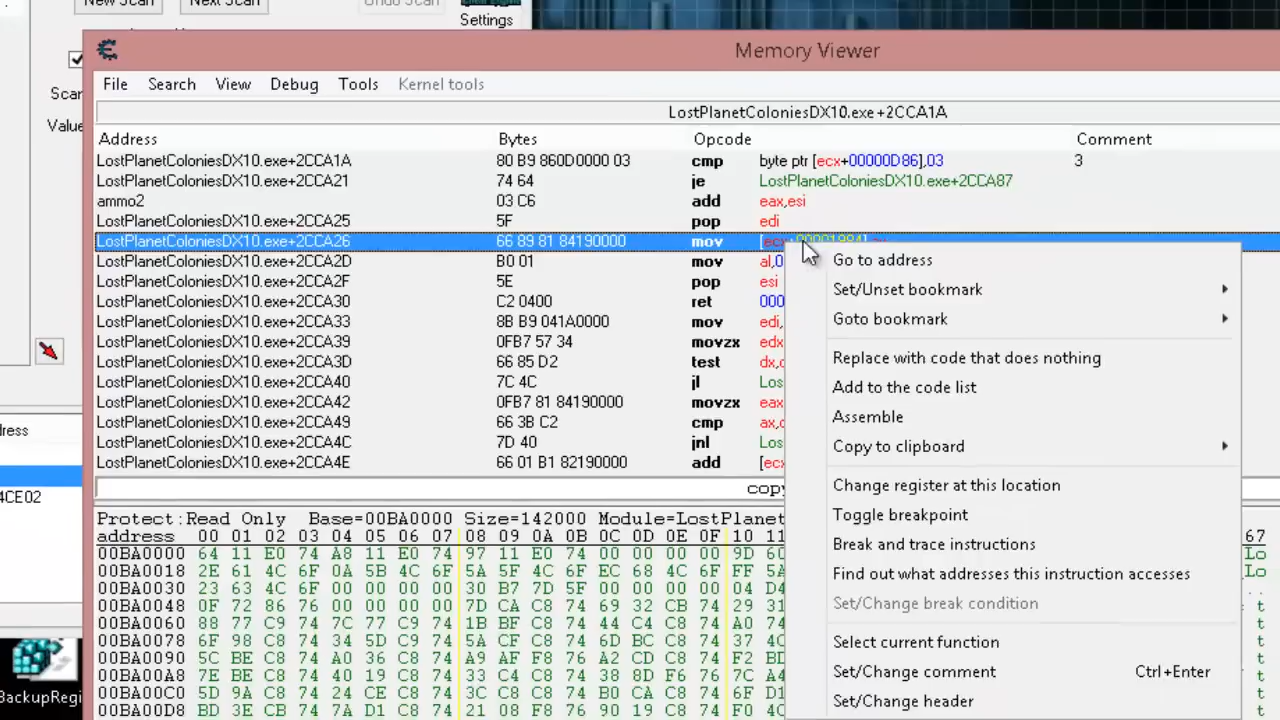 New Scan
Next Scan
Undo Scan
Settings
Memory Viewer
File Search View Debug Tools Kernel tools
LostPlanetColoniesDX10.exe+2CCA1A
Address Bytes Opcode Comment
LostPlanetColoniesDX10.exe+2CCA1A 80 B9 860D0000 03 cmp byte ptr [ecx+00000D86],03 3
LostPlanetColoniesDX10.exe+2CCA21 74 64 je LostPlanetColoniesDX10.exe+2CCA87
ammo2 03 C6 add eax,esi
LostPlanetColoniesDX10.exe+2CCA25 5F pop edi
LostPlanetColoniesDX10.exe+2CCA26 66 89 81 84190000 mov
LostPlanetColoniesDX10.exe+2CCA2D B0 01 mov al,0
LostPlanetColoniesDX10.exe+2CCA2F 5E pop esi
LostPlanetColoniesDX10.exe+2CCA30 C2 0400 ret 000
LostPlanetColoniesDX10.exe+2CCA33 8B B9 041A0000 mov edi,
LostPlanetColoniesDX10.exe+2CCA39 0FB7 57 34 movzx edx
LostPlanetColoniesDX10.exe+2CCA3D 66 85 D2 test dx,
LostPlanetColoniesDX10.exe+2CCA40 7C 4C jl Los
LostPlanetColoniesDX10.exe+2CCA42 0FB7 81 84190000 movzx eax
LostPlanetColoniesDX10.exe+2CCA49 66 3B C2 cmp ax,
LostPlanetColoniesDX10.exe+2CCA4C 7D 40 jnl Los
LostPlanetColoniesDX10.exe+2CCA4E 66 01 B1 82190000 add [ec
copy
Go to address
Set/Unset bookmark
Goto bookmark
Replace with code that does nothing
Add to the code list
Assemble
Copy to clipboard
Change register at this location
Toggle breakpoint
Break and trace instructions
Find out what addresses this instruction accesses
Set/Change break condition
Select current function
Set/Change comment Ctrl+Enter
Set/Change header
Protect:Read Only Base=00BA0000 Size=142000 Module=LostPlanet
address 00 01 02 03 04 05 06 07 08 09 0A 0B 0C 0D 0E 0F 10 11 67
00BA0000 64 11 E0 74 A8 11 E0 74 97 11 E0 74 00 00 00 00 9D 6C
00BA0018 2E 61 4C 6F 0A 5B 4C 6F 5A 5F 4C 6F EC 68 4C 6F FF 5A
00BA0030 23 63 4C 6F 00 00 00 00 30 B7 7D 5F 00 00 00 00 04 D4
00BA0048 0F 72 86 76 00 00 00 00 7D CA C8 74 69 32 CB 74 29 31
00BA0060 88 77 C9 74 7C 77 C9 74 1B BF C8 74 44 C4 C8 74 A0 74
00BA0078 6F 98 C8 74 34 5D C9 74 5A CF C8 74 6D BC C8 74 37 4C
00BA0090 5C BE C8 74 A0 36 C8 74 A9 AF F8 76 A2 CD C8 74 F2 BD
00BA00A8 7E BE C8 74 9B CA C8 74 33 C4 C8 74 38 8D F6 76 7C A4
00BA00C0 5D 9A C8 74 24 CE C8 74 3C C8 C8 74 B0 CA C8 74 6F D1
00BA00D8 BD 3E CB 74 7A D1 C8 74 21 08 F8 76 90 19 C8 74 F0 4C
Scar
Value
dress
4CE02
BackupRegi